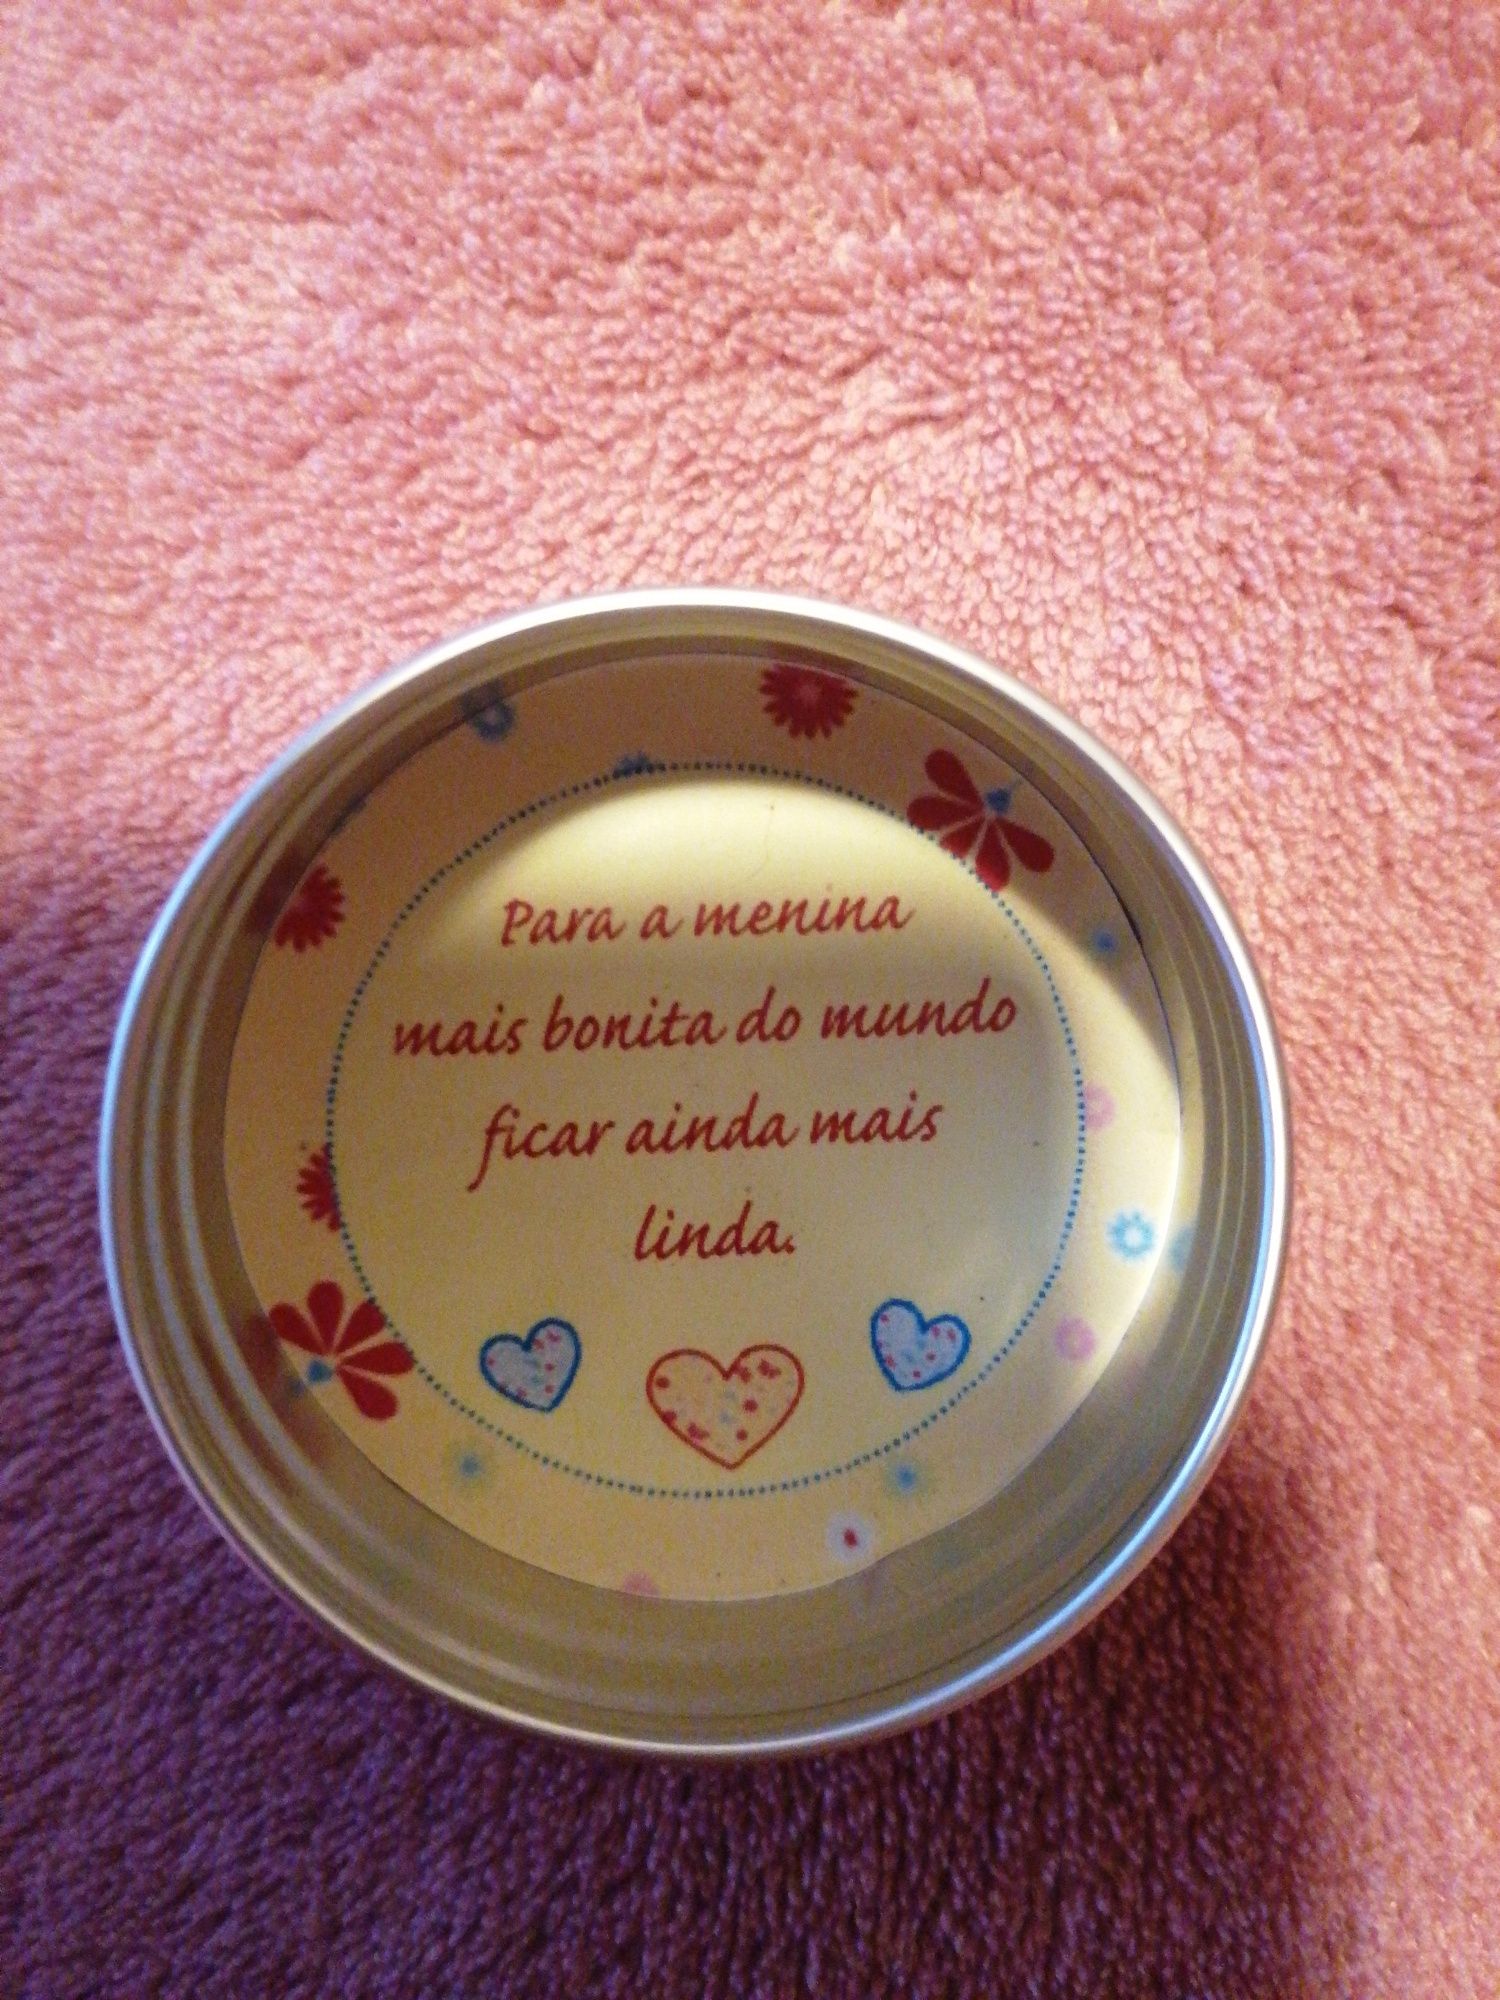 Para a menina
mais bonita do mundo
ficar ainda mais
linda.